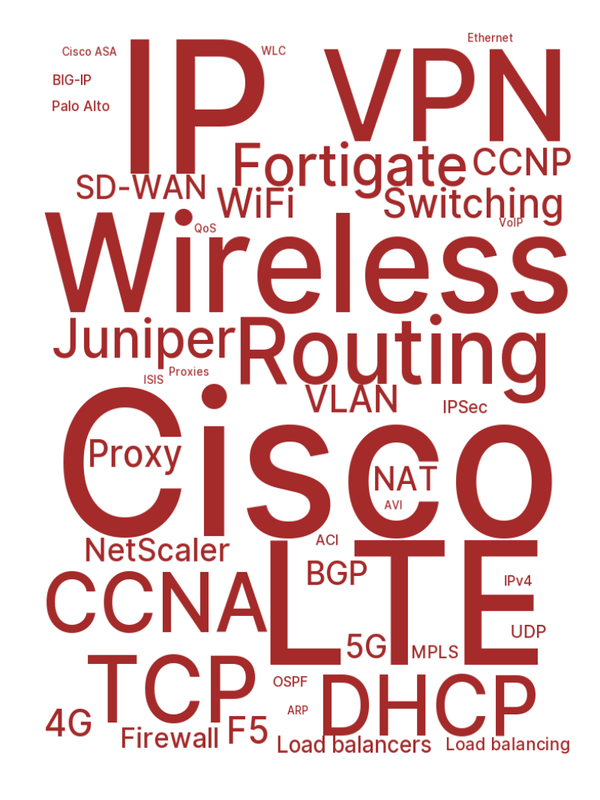 Ethernet
Cisco ASA
IP
WLC
VPN
BIG-IP
Palo Alto
Fortigate
CCNP
SD-WAN
WiFi
Switching
VoIP
QoS
Wireless
Juniper
Routing
Proxies
ISIS
VLAN
IPSec
Cisco
Proxy
NAT
AVI
ACI
NetScaler
LTE
BGP
IPv4
CCNA
UDP
5G
MPLS
TCP
OSPF
DHCP
ARP
4G
F5
Firewall
Load balancers
Load balancing